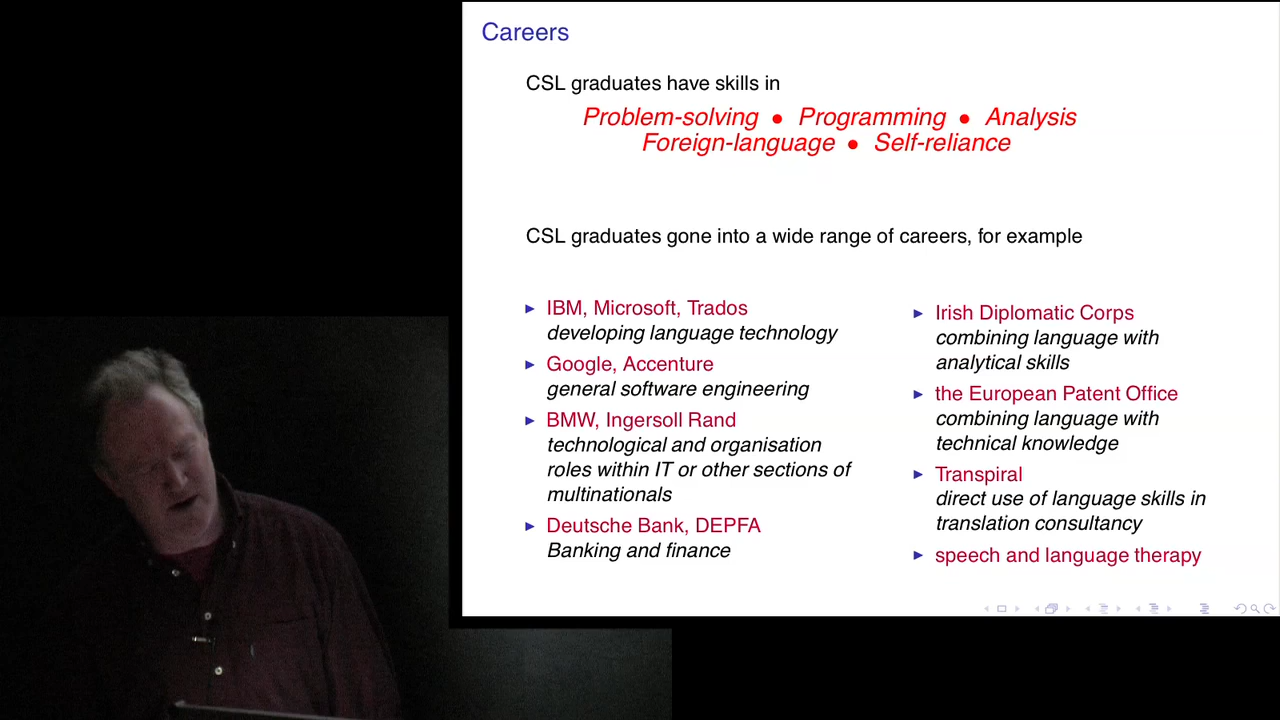 Careers
CSL graduates have skills in
Problem-solving • Programming • Analysis
Foreign-language • Self-reliance
CSL graduates gone into a wide range of careers, for example
▶ IBM, Microsoft, Trados
developing language technology
▶ Google, Accenture
general software engineering
▶ BMW, Ingersoll Rand
technological and organisation
roles within IT or other sections of
multinationals
▶ Deutsche Bank, DEPFA
Banking and finance
▶ Irish Diplomatic Corps
combining language with
analytical skills
▶ the European Patent Office
combining language with
technical knowledge
▶ Transpiral
direct use of language skills in
translation consultancy
▶ speech and language therapy